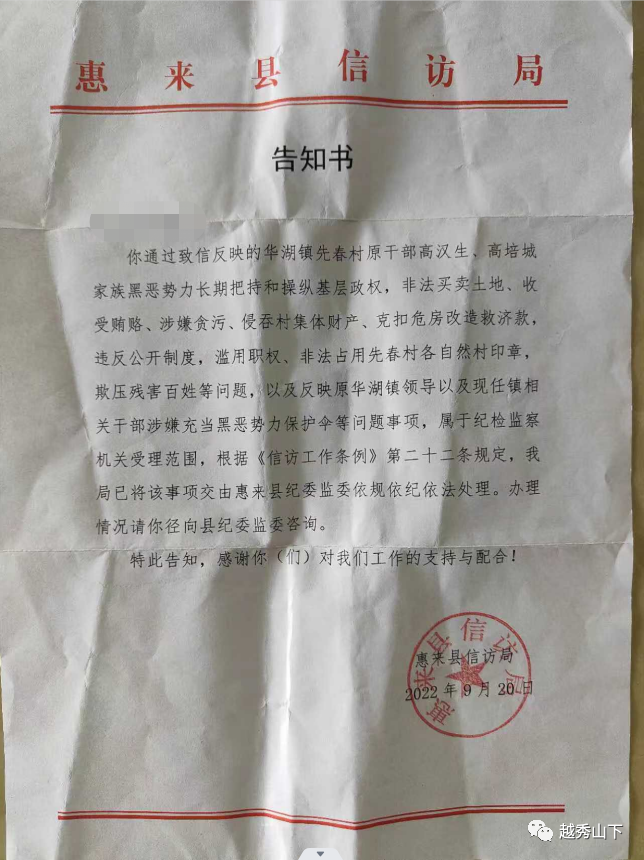 惠来县信访局
告知书
你通过致信反映的华湖镇先春村原干部高汉生、高培城
家族黑恶势力长期把持和操纵基层政权，非法买卖土地、收
受贿赂、涉嫌贪污、侵吞村集体财产、克扣危房改造救济款，
违反公开制度，滥用职权、非法占用先春村各自然村印章，
欺压残害百姓等问题，以及反映原华湖镇领导以及现任镇相
关干部涉嫌充当黑恶势力保护伞等问题事项，属于纪检监察
机关受理范围，根据《信访工作条例》第二十二条规定，我
局已将该事项交由惠来县纪委监委依规依纪依法处理。办理
情况请你径向县纪委监委咨询。
特此告知，感谢你（们）对我们工作的支持与配合！
惠来县信访局
惠来县信访局
2022年9月20日
越秀山下